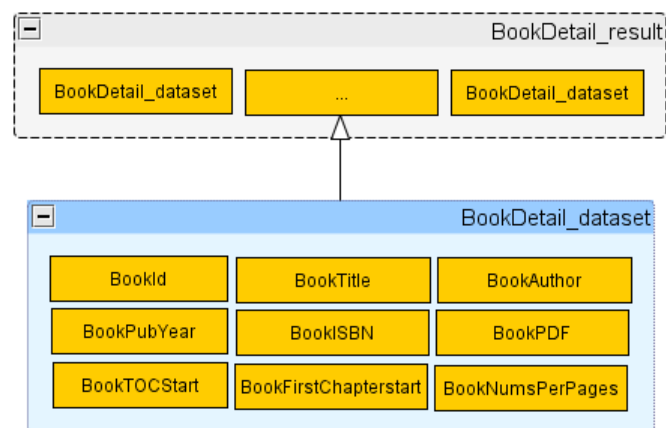 BookDetail_result
BookDetail_dataset ... BookDetail_dataset
BookDetail_dataset
BookId BookTitle BookAuthor
BookPubYear BookISBN BookPDF
BookTOCStart BookFirstChapterstart BookNumsPerPages